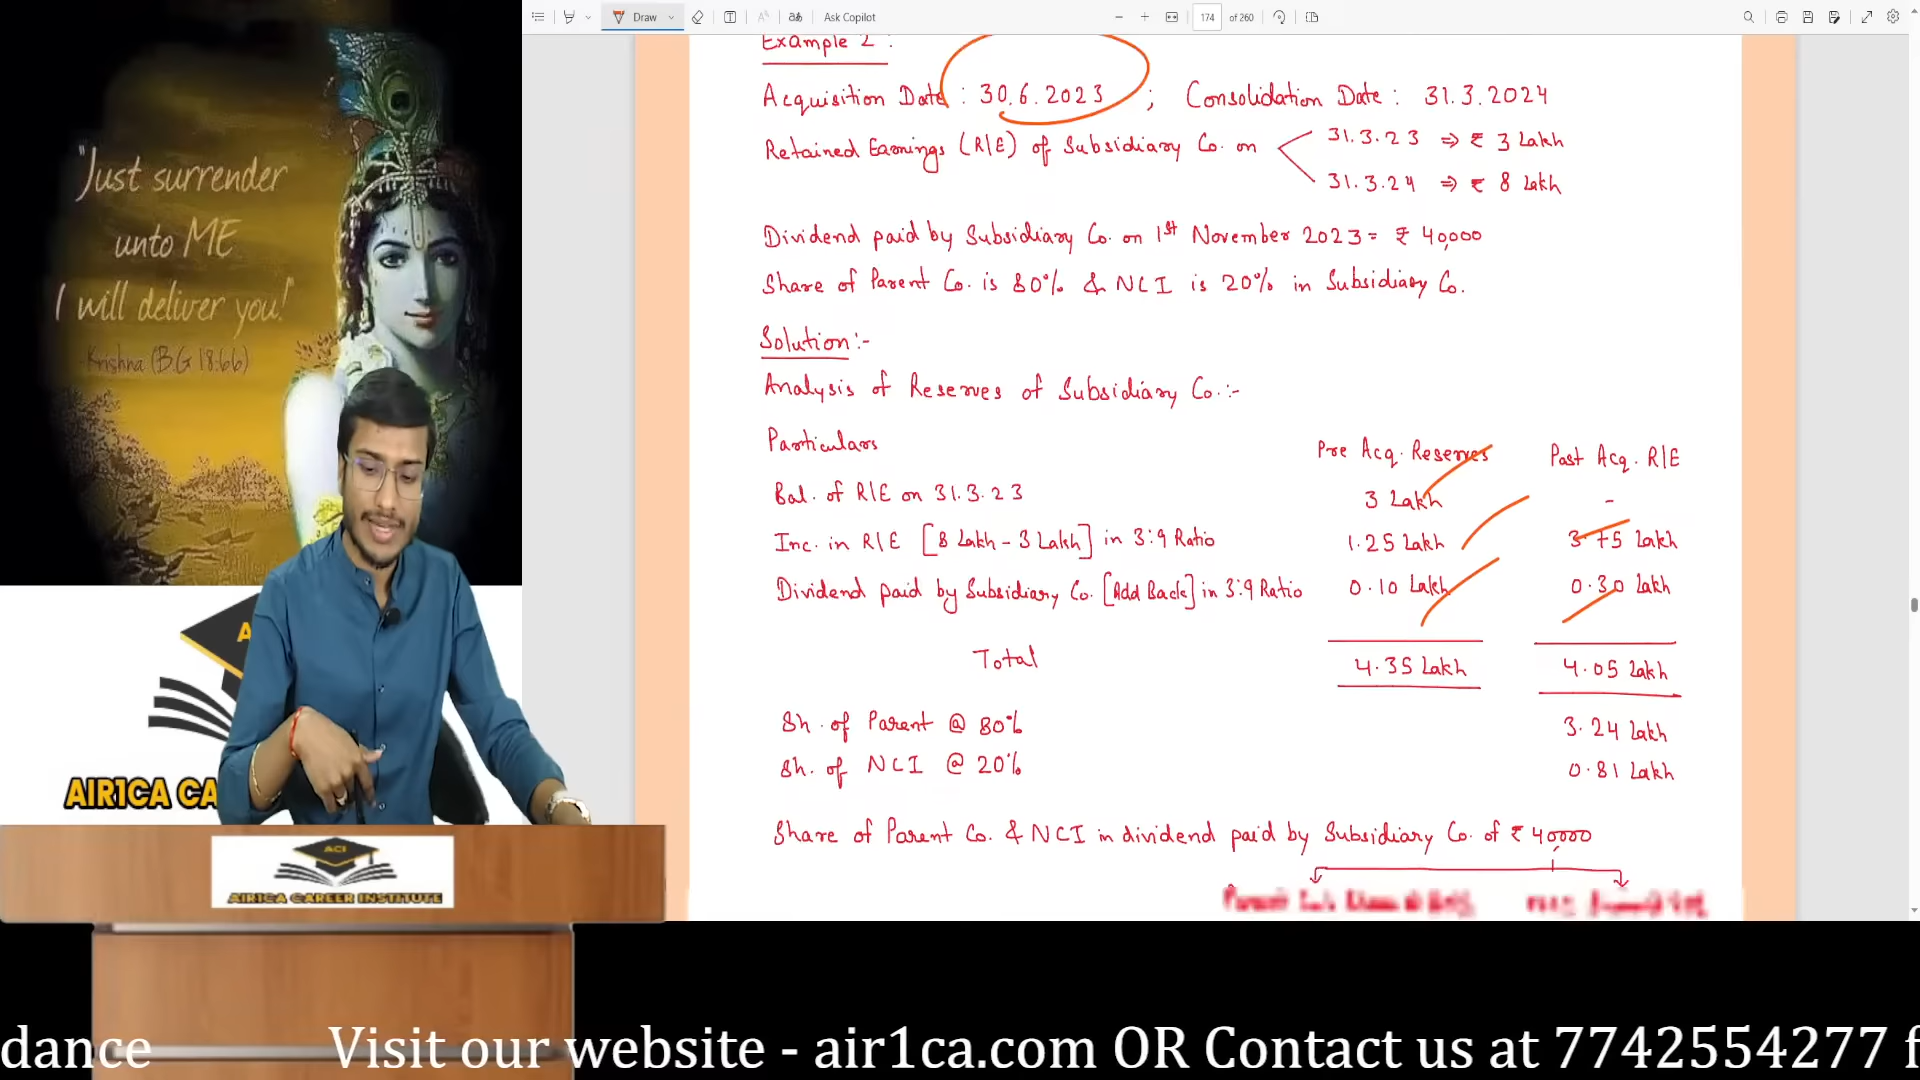 Draw
Ask Copilot
174 of 260
Example 2 :
Acquisition Date : 30.6.2023 ; Consolidation Date : 31.3.2024
Retained Earnings (R/E) of Subsidiary Co. on
31.3.23 ⇒ ₹ 3 Lakh
31.3.24 ⇒ ₹ 8 Lakh
Dividend paid by Subsidiary Co. on 1st November 2023 = ₹ 40,000
Share of Parent Co. is 80% & NCI is 20% in Subsidiary Co.
Solution :-
Analysis of Reserves of Subsidiary Co. :-
Particulars Pre Acq. Reserves Post Acq. R/E
Bal. of R/E on 31.3.23 3 Lakh -
Inc. in R/E [8 Lakh - 3 Lakh] in 3:9 Ratio 1.25 Lakh 3.75 Lakh
Dividend paid by Subsidiary Co. [Add Back] in 3:9 Ratio 0.10 Lakh 0.30 Lakh
Total 4.35 Lakh 4.05 Lakh
Sh. of Parent @ 80% 3.24 Lakh
Sh. of NCI @ 20% 0.81 Lakh
Share of Parent Co. & NCI in dividend paid by Subsidiary Co. of ₹ 40,000
"Just surrender
unto ME
I will deliver you!"
- Krishna (B.G 18.66)
AIR1CA CA
ACI
AIR1CA CAREER INSTITUTE
dance Visit our website - air1ca.com OR Contact us at 7742554277 f